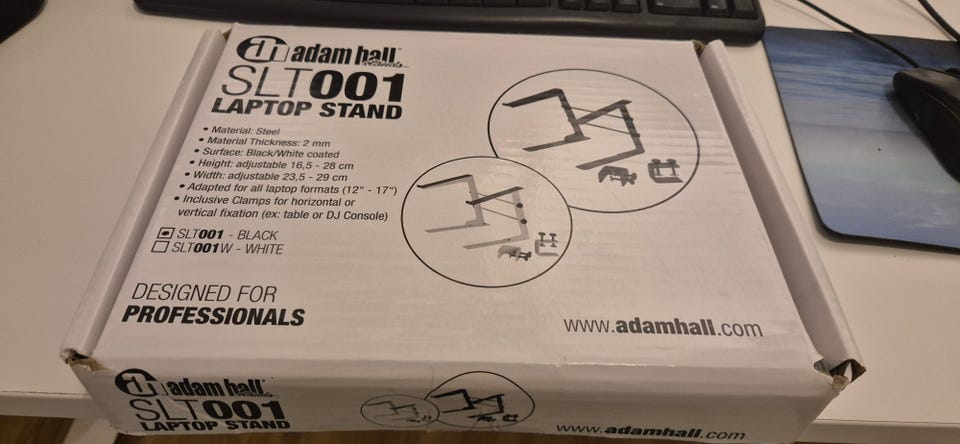 adam hall
stands
SLT001
LAPTOP STAND
• Material: Steel
• Material Thickness: 2 mm
• Surface: Black/White coated
• Height: adjustable 16,5 - 28 cm
• Width: adjustable 23,5 - 29 cm
• Adapted for all laptop formats (12" - 17")
• Inclusive Clamps for horizontal or
vertical fixation (ex: table or DJ Console)
SLT001 - BLACK
SLT001W - WHITE
DESIGNED FOR
PROFESSIONALS
www.adamhall.com
adam hall
stands
SLT001
LAPTOP STAND
www.adamhall.com